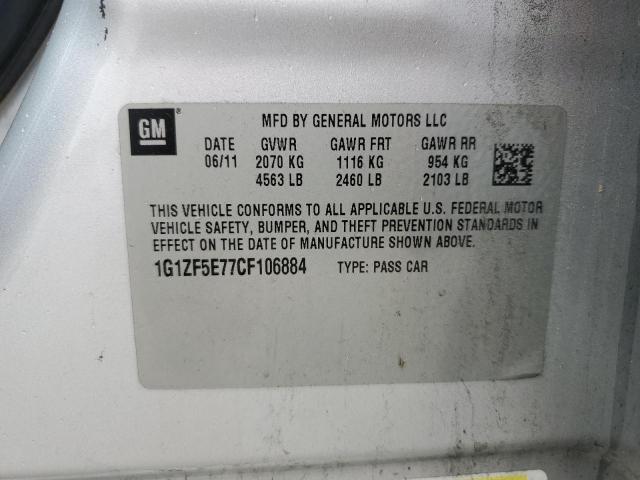 GM ®
MFD BY GENERAL MOTORS LLC
DATE GVWR GAWR FRT GAWR RR
06/11 2070 KG 1116 KG 954 KG
4563 LB 2460 LB 2103 LB
THIS VEHICLE CONFORMS TO ALL APPLICABLE U.S. FEDERAL MOTOR
VEHICLE SAFETY, BUMPER, AND THEFT PREVENTION STANDARDS IN
EFFECT ON THE DATE OF MANUFACTURE SHOWN ABOVE.
1G1ZF5E77CF106884 TYPE: PASS CAR